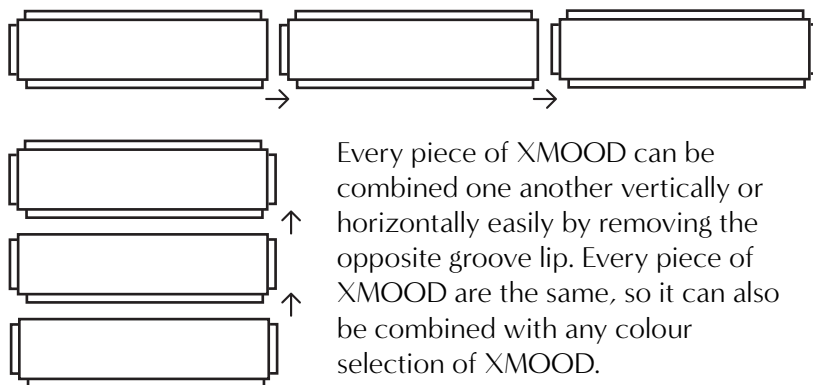 Every piece of XMOOD can be
combined one another vertically or
horizontally easily by removing the
opposite groove lip. Every piece of
XMOOD are the same, so it can also
be combined with any colour
selection of XMOOD.